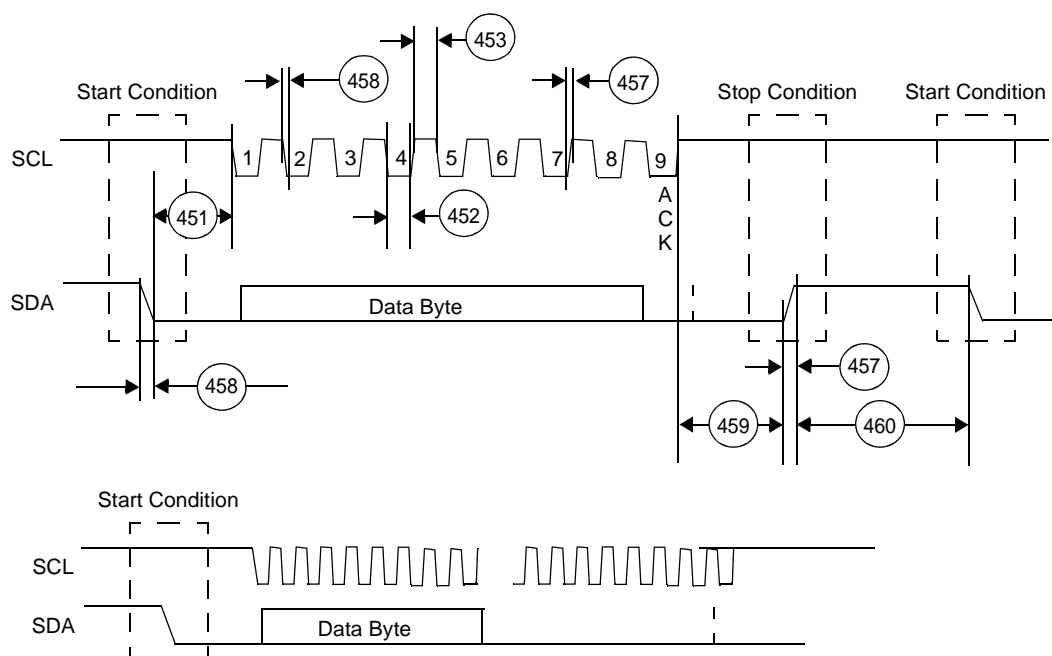 453
458
457
Start Condition
Stop Condition
Start Condition
SCL
1 2 3 4 5 6 7 8 9
A
C
K
451
452
SDA
Data Byte
458
457
459
460
Start Condition
SCL
SDA
Data Byte